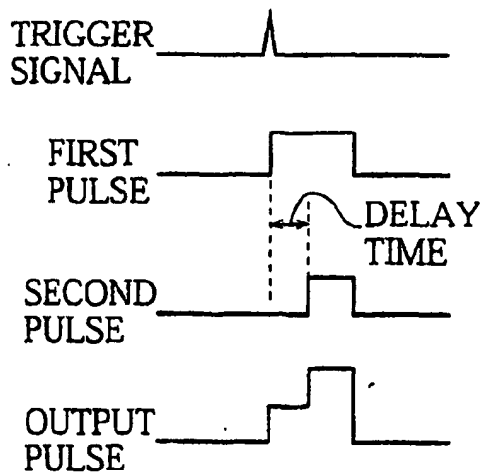 TRIGGER
SIGNAL
FIRST
PULSE
DELAY
TIME
SECOND
PULSE
OUTPUT
PULSE